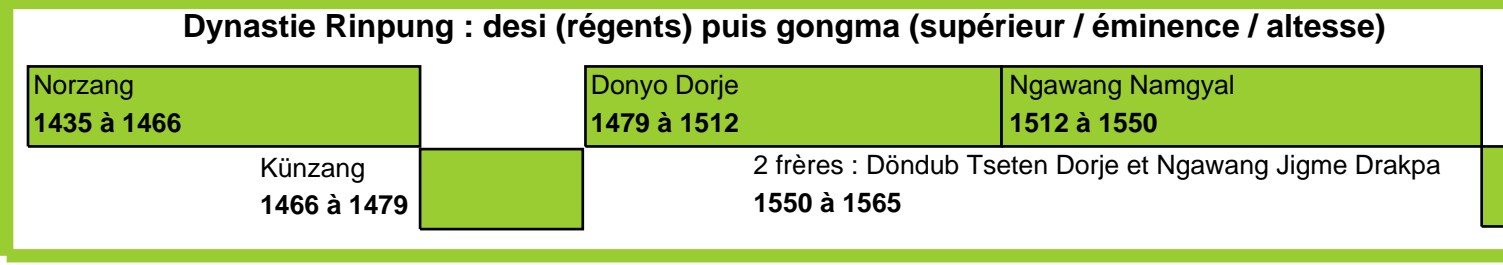 Dynastie Rinpung : desi (régents) puis gongma (supérieur / éminence / altesse)
Norzang
1435 à 1466
Künzang
1466 à 1479
Donyo Dorje
1479 à 1512
Ngawang Namgyal
1512 à 1550
2 frères : Döndub Tseten Dorje et Ngawang Jigme Drakpa
1550 à 1565